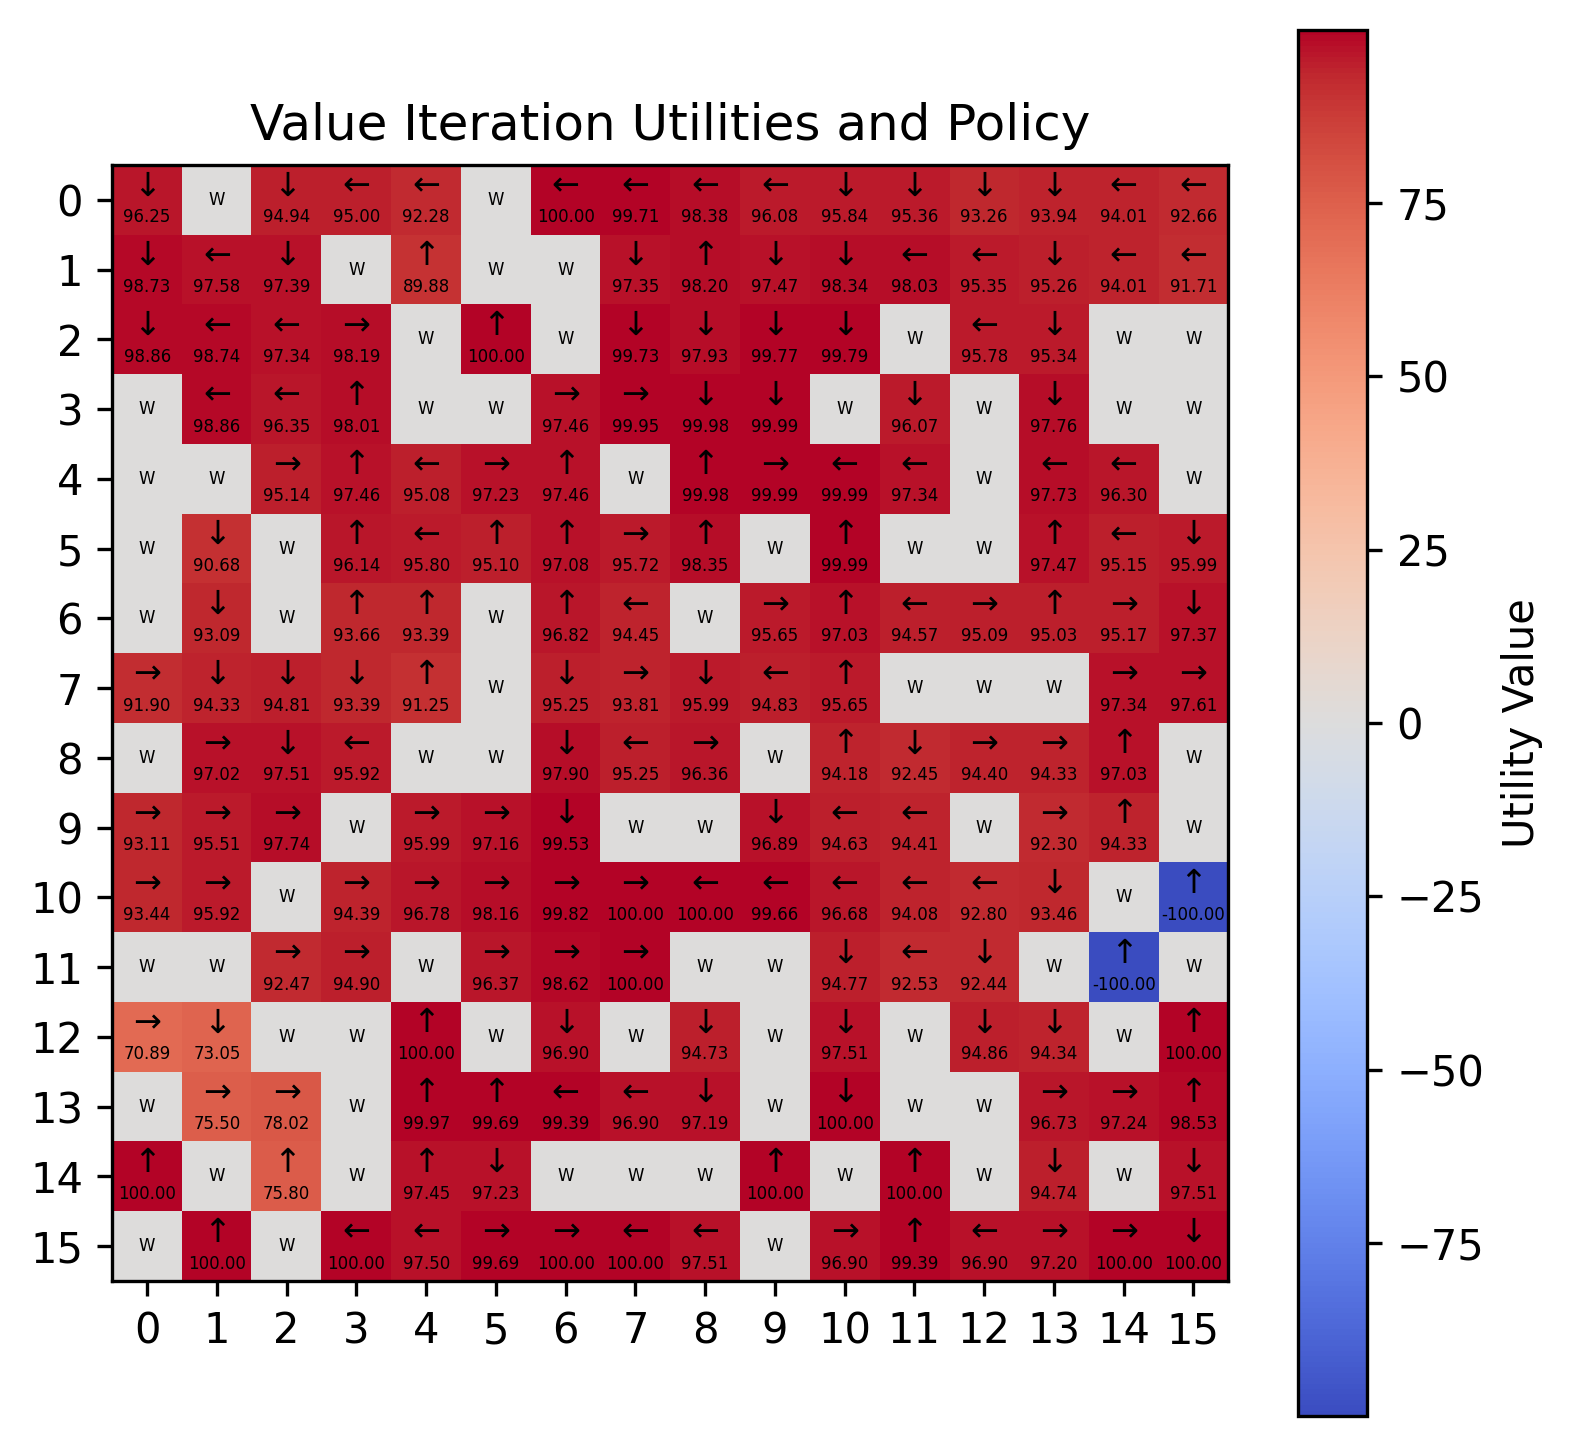 Value Iteration Utilities and Policy
0 ↓ W ↓ ← ← W ← ← ← ← ↓ ↓ ↓ ↓ ← ←
96.25 94.94 95.00 92.28 100.00 99.71 98.38 96.08 95.84 95.36 93.26 93.94 94.01 92.66
1 ↓ ← ↓ W ↑ W W ↓ ↑ ↓ ↓ ← ← ↓ ← ←
98.73 97.58 97.39 89.88 97.35 98.20 97.47 98.34 98.03 95.35 95.26 94.01 91.71
2 ↓ ← ← → W ↑ W ↓ ↓ ↓ ↓ W ← ↓ W W
98.86 98.74 97.34 98.19 100.00 99.73 97.93 99.77 99.79 95.78 95.34
3 W ← ← ↑ W W → → ↓ ↓ W ↓ W ↓ W W
98.86 96.35 98.01 97.46 99.95 99.98 99.99 96.07 97.76
4 W W → ↑ ← → ↑ W ↑ → ← ← W ← ← W
95.14 97.46 95.08 97.23 97.46 99.98 99.99 99.99 97.34 97.73 96.30
5 W ↓ W ↑ ← ↑ ↑ → ↑ W ↑ W W ↑ ← ↓
90.68 96.14 95.80 95.10 97.08 95.72 98.35 99.99 97.47 95.15 95.99
6 W ↓ W ↑ ↑ W ↑ ← W → ↑ ← → ↑ → ↓
93.09 93.66 93.39 96.82 94.45 95.65 97.03 94.57 95.09 95.03 95.17 97.37
7 → ↓ ↓ ↓ ↑ W ↓ → ↓ ← ↑ W W W → →
91.90 94.33 94.81 93.39 91.25 95.25 93.81 95.99 94.83 95.65 97.34 97.61
8 W → ↓ ← W W ↓ ← → W ↑ ↓ → → ↑ W
97.02 97.51 95.92 97.90 95.25 96.36 94.18 92.45 94.40 94.33 97.03
9 → → → W → → ↓ W W ↓ ← ← W → ↑ W
93.11 95.51 97.74 95.99 97.16 99.53 96.89 94.63 94.41 92.30 94.33
10 → → W → → → → → ← ← ← ← ← ↓ W ↑
93.44 95.92 94.39 96.78 98.16 99.82 100.00 100.00 99.66 96.68 94.08 92.80 93.46 -100.00
11 W W → → W → → → W W ↓ ← ↓ W ↑ W
92.47 94.90 96.37 98.62 100.00 94.77 92.53 92.44 -100.00
12 → ↓ W W ↑ W ↓ W ↓ W ↓ W ↓ ↓ W ↑
70.89 73.05 100.00 96.90 94.73 97.51 94.86 94.34 100.00
13 W → → W ↑ ↑ ← ← ↓ W ↓ W W → → ↑
75.50 78.02 99.97 99.69 99.39 96.90 97.19 100.00 96.73 97.24 98.53
14 ↑ W ↑ W ↑ ↓ W W W ↑ W ↑ W ↓ W ↓
100.00 75.80 97.45 97.23 100.00 100.00 94.74 97.51
15 W ↑ W ← ← → → ← ← W → ↑ ← → → ↓
100.00 100.00 97.50 99.69 100.00 100.00 97.51 96.90 99.39 96.90 97.20 100.00 100.00
0 1 2 3 4 5 6 7 8 9 10 11 12 13 14 15
75
50
25
0
−25
−50
−75
Utility Value